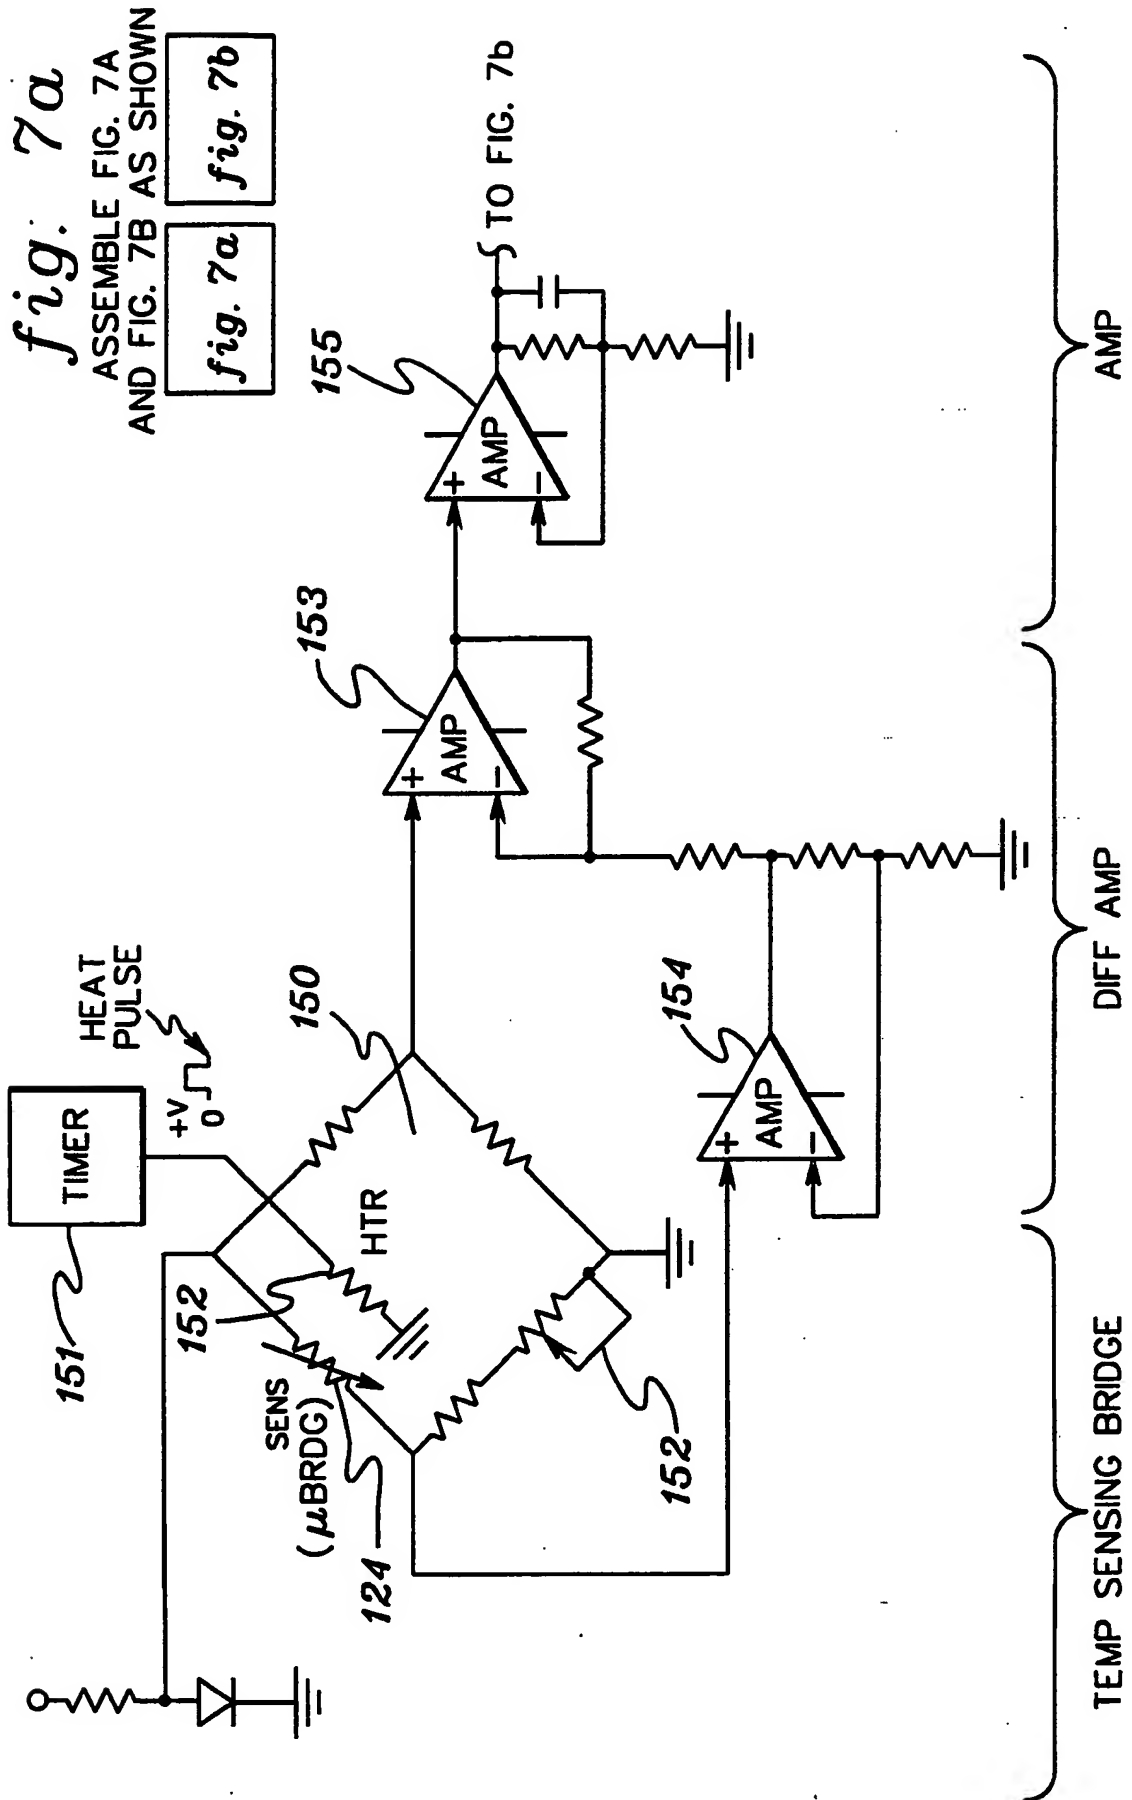 fig. 7a
ASSEMBLE FIG. 7A
AND FIG. 7B AS SHOWN
fig. 7a
fig. 7b
TIMER
151
HEAT
PULSE
+V
0
150
152
HTR
SENS
(μBRDG)
124
152
153
+
AMP
−
154
+
AMP
−
155
+
AMP
−
TO FIG. 7b
TEMP SENSING BRIDGE
DIFF AMP
AMP